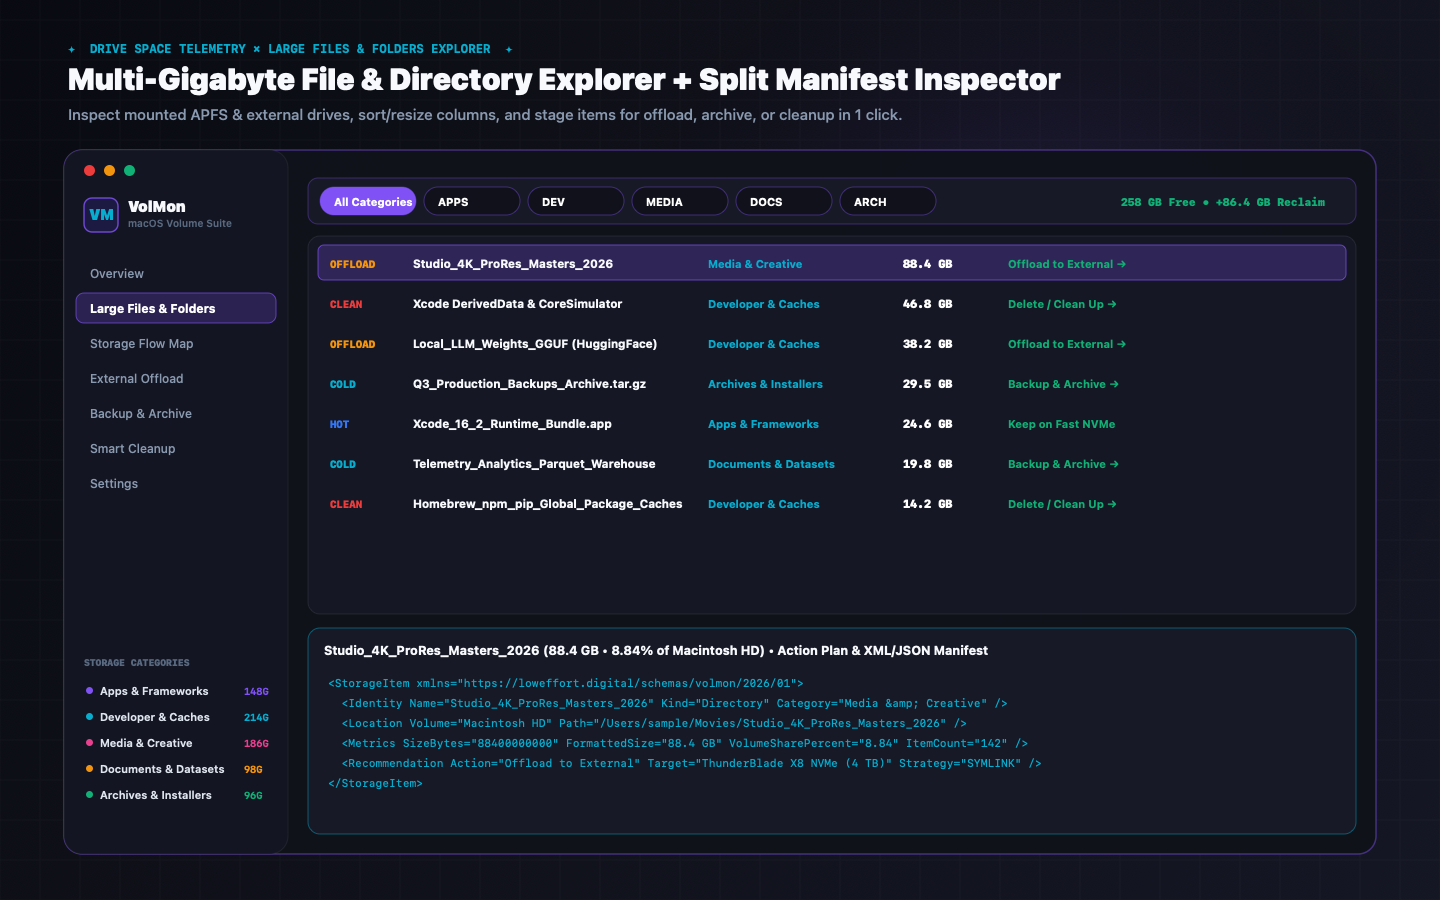 ✦ DRIVE SPACE TELEMETRY × LARGE FILES & FOLDERS EXPLORER ✦
Multi-Gigabyte File & Directory Explorer + Split Manifest Inspector
Inspect mounted APFS & external drives, sort/resize columns, and stage items for offload, archive, or cleanup in 1 click.
VM
VolMon
macOS Volume Suite
Overview
Large Files & Folders
Storage Flow Map
External Offload
Backup & Archive
Smart Cleanup
Settings
STORAGE CATEGORIES
Apps & Frameworks 148G
Developer & Caches 214G
Media & Creative 186G
Documents & Datasets 98G
Archives & Installers 96G
All Categories APPS DEV MEDIA DOCS ARCH 258 GB Free • +86.4 GB Reclaim
OFFLOAD Studio_4K_ProRes_Masters_2026 Media & Creative 88.4 GB Offload to External →
CLEAN Xcode DerivedData & CoreSimulator Developer & Caches 46.8 GB Delete / Clean Up →
OFFLOAD Local_LLM_Weights_GGUF (HuggingFace) Developer & Caches 38.2 GB Offload to External →
COLD Q3_Production_Backups_Archive.tar.gz Archives & Installers 29.5 GB Backup & Archive →
HOT Xcode_16_2_Runtime_Bundle.app Apps & Frameworks 24.6 GB Keep on Fast NVMe
COLD Telemetry_Analytics_Parquet_Warehouse Documents & Datasets 19.8 GB Backup & Archive →
CLEAN Homebrew_npm_pip_Global_Package_Caches Developer & Caches 14.2 GB Delete / Clean Up →
Studio_4K_ProRes_Masters_2026 (88.4 GB • 8.84% of Macintosh HD) • Action Plan & XML/JSON Manifest
<StorageItem xmlns="https://loweffort.digital/schemas/volmon/2026/01">
<Identity Name="Studio_4K_ProRes_Masters_2026" Kind="Directory" Category="Media &amp; Creative" />
<Location Volume="Macintosh HD" Path="/Users/sample/Movies/Studio_4K_ProRes_Masters_2026" />
<Metrics SizeBytes="88400000000" FormattedSize="88.4 GB" VolumeSharePercent="8.84" ItemCount="142" />
<Recommendation Action="Offload to External" Target="ThunderBlade X8 NVMe (4 TB)" Strategy="SYMLINK" />
</StorageItem>